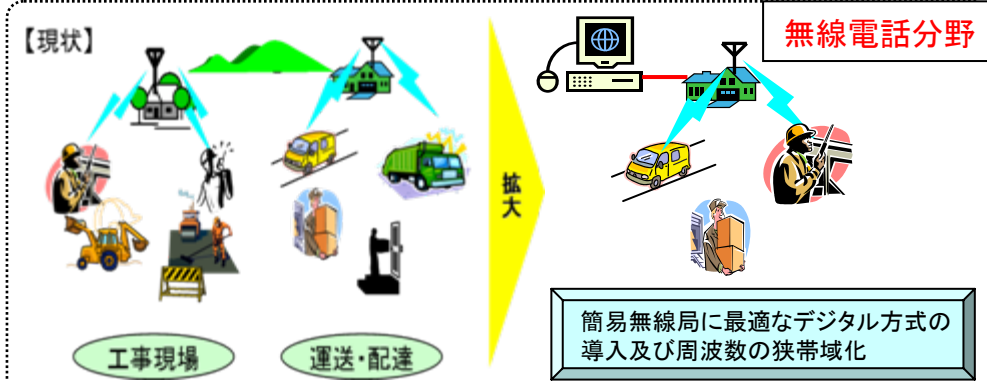 【現状】
無線電話分野
拡大
工事現場
運送・配達
簡易無線局に最適なデジタル方式の
導入及び周波数の狭帯域化